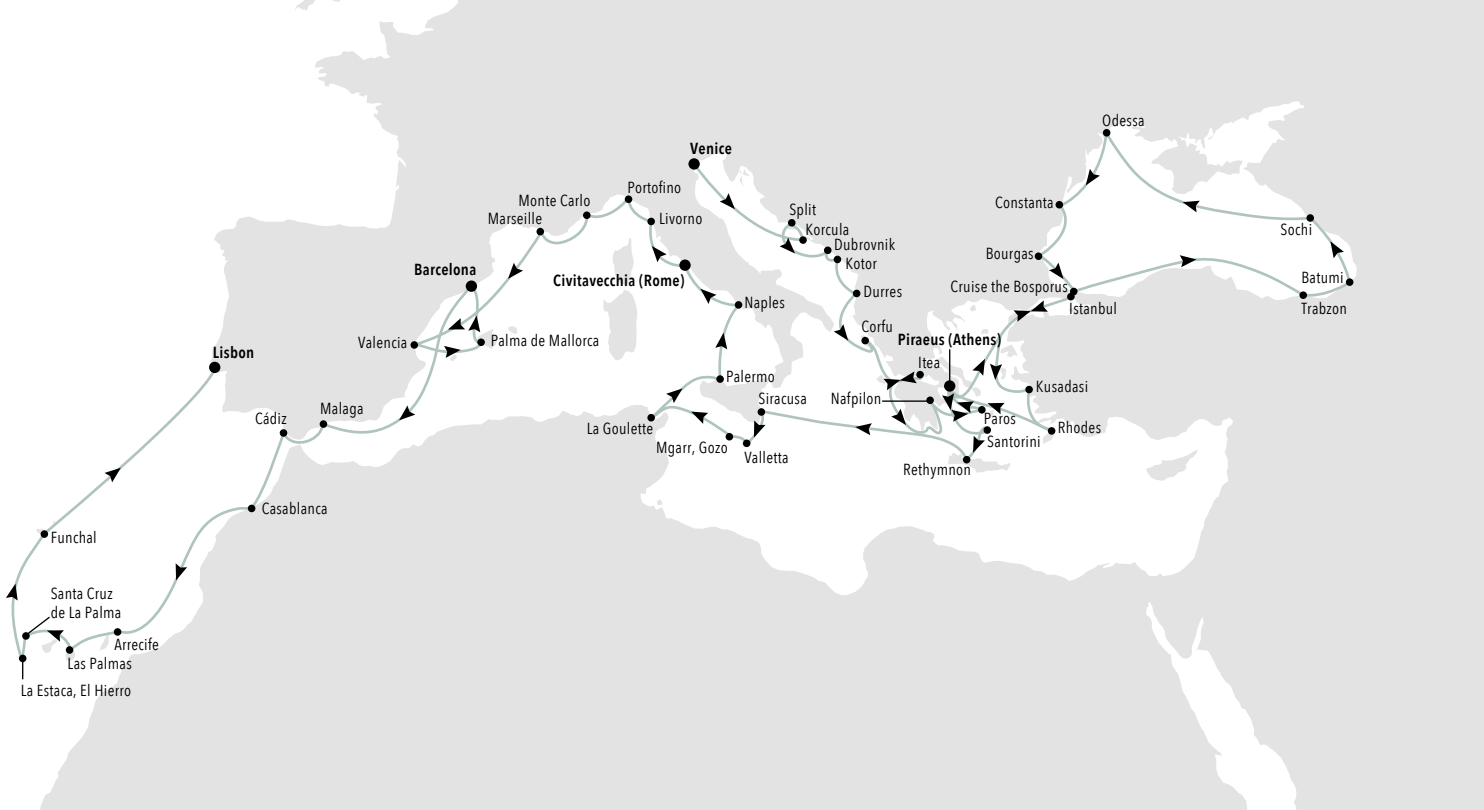 Odessa
Venice
Portofino
Monte Carlo
Constanta
Split
Marseille
Livorno
Korcula
Sochi
Dubrovnik
Bourgas
Kotor
Barcelona
Civitavecchia (Rome)
Batumi
Cruise the Bosporus
Durres
Naples
Istanbul
Trabzon
Corfu
Valencia
Palma de Mallorca
Piraeus (Athens)
Lisbon
Itea
Palermo
Kusadasi
Siracusa
Nafpilon
Malaga
Cádiz
Paros
La Goulette
Rhodes
Santorini
Mgarr, Gozo
Valletta
Rethymnon
Casablanca
Funchal
Santa Cruz
de La Palma
Arrecife
Las Palmas
La Estaca, El Hierro